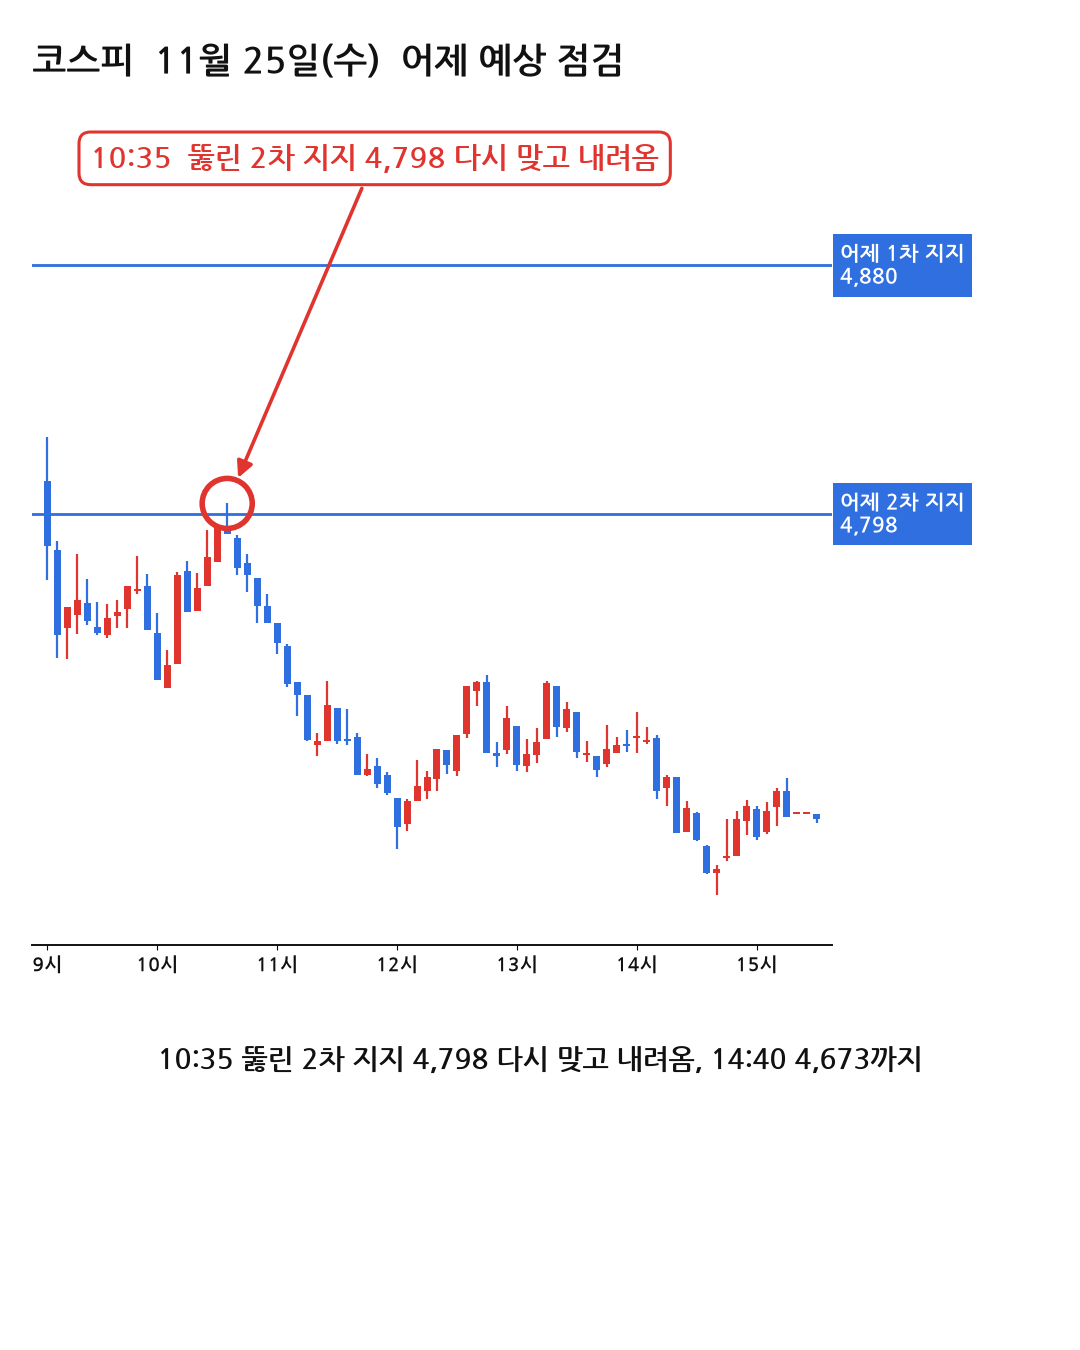 코스피 11월 25일(수) 어제 예상 점검
10:35 뚫린 2차 지지 4,798 다시 맞고 내려옴
어제 1차 지지
4,880
어제 2차 지지
4,798
9시 10시 11시 12시 13시 14시 15시
10:35 뚫린 2차 지지 4,798 다시 맞고 내려옴, 14:40 4,673까지